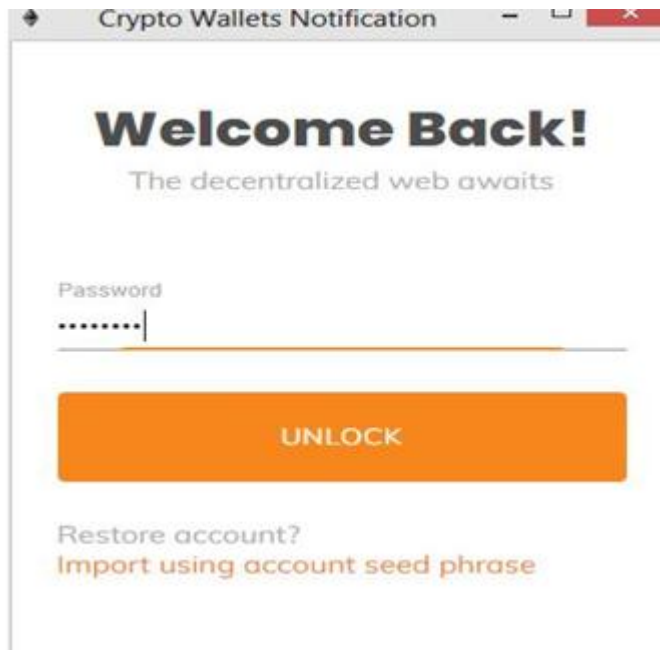 Crypto Wallets Notification
Welcome Back!
The decentralized web awaits
Password
••••••••
UNLOCK
Restore account?
Import using account seed phrase